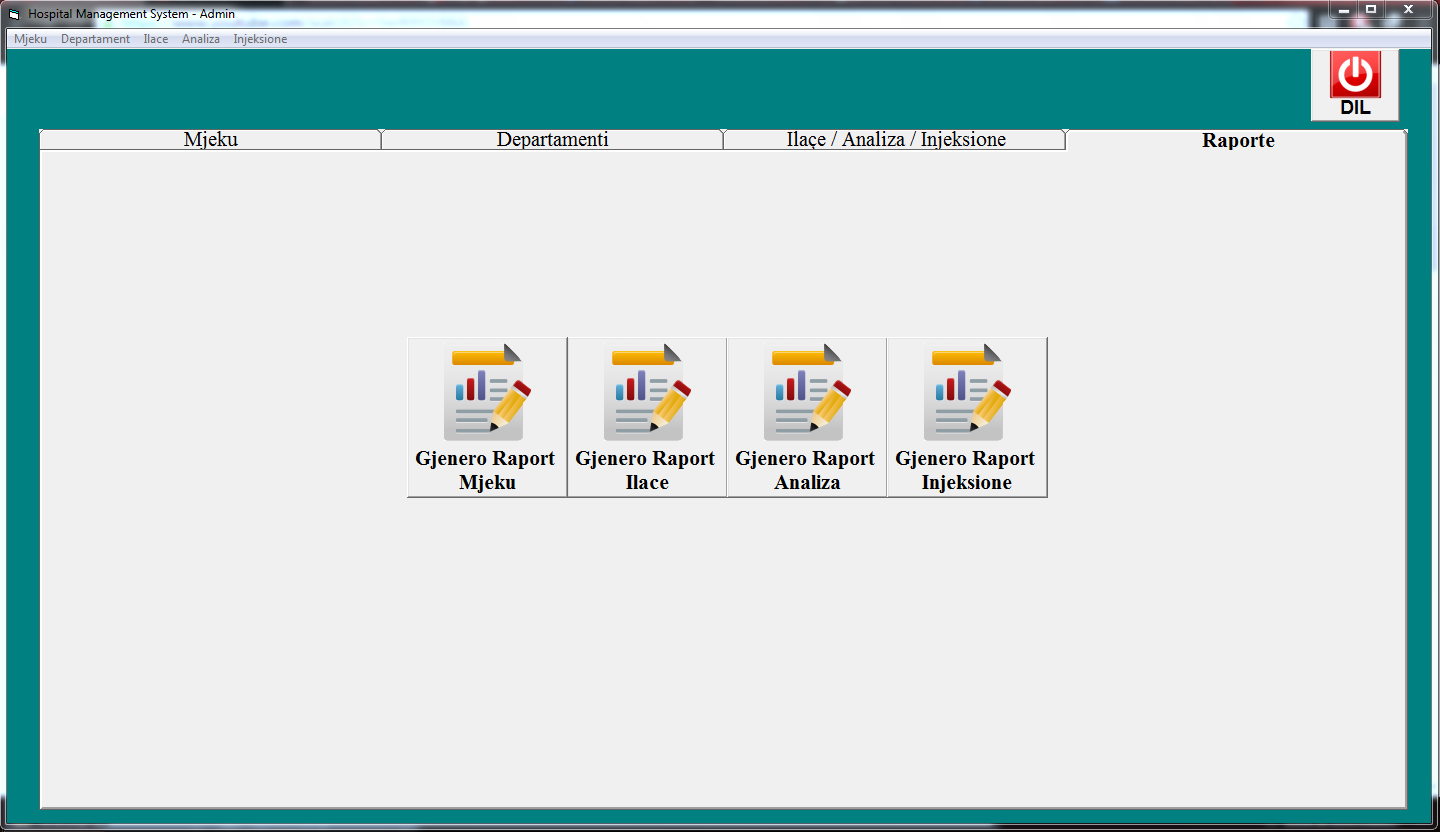 Hospital Management System - Admin
Mjeku Departament Ilace Analiza Injeksione
DIL
Mjeku Departamenti Ilaçe / Analiza / Injeksione Raporte
Gjenero Raport Mjeku
Gjenero Raport Ilace
Gjenero Raport Analiza
Gjenero Raport Injeksione